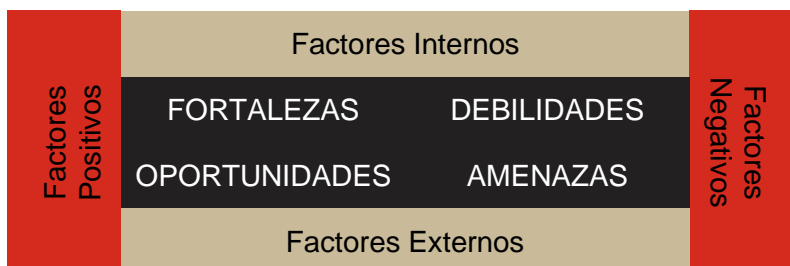 Factores Internos
Factores
Positivos
FORTALEZAS DEBILIDADES
OPORTUNIDADES AMENAZAS
Factores
Negativos
Factores Externos